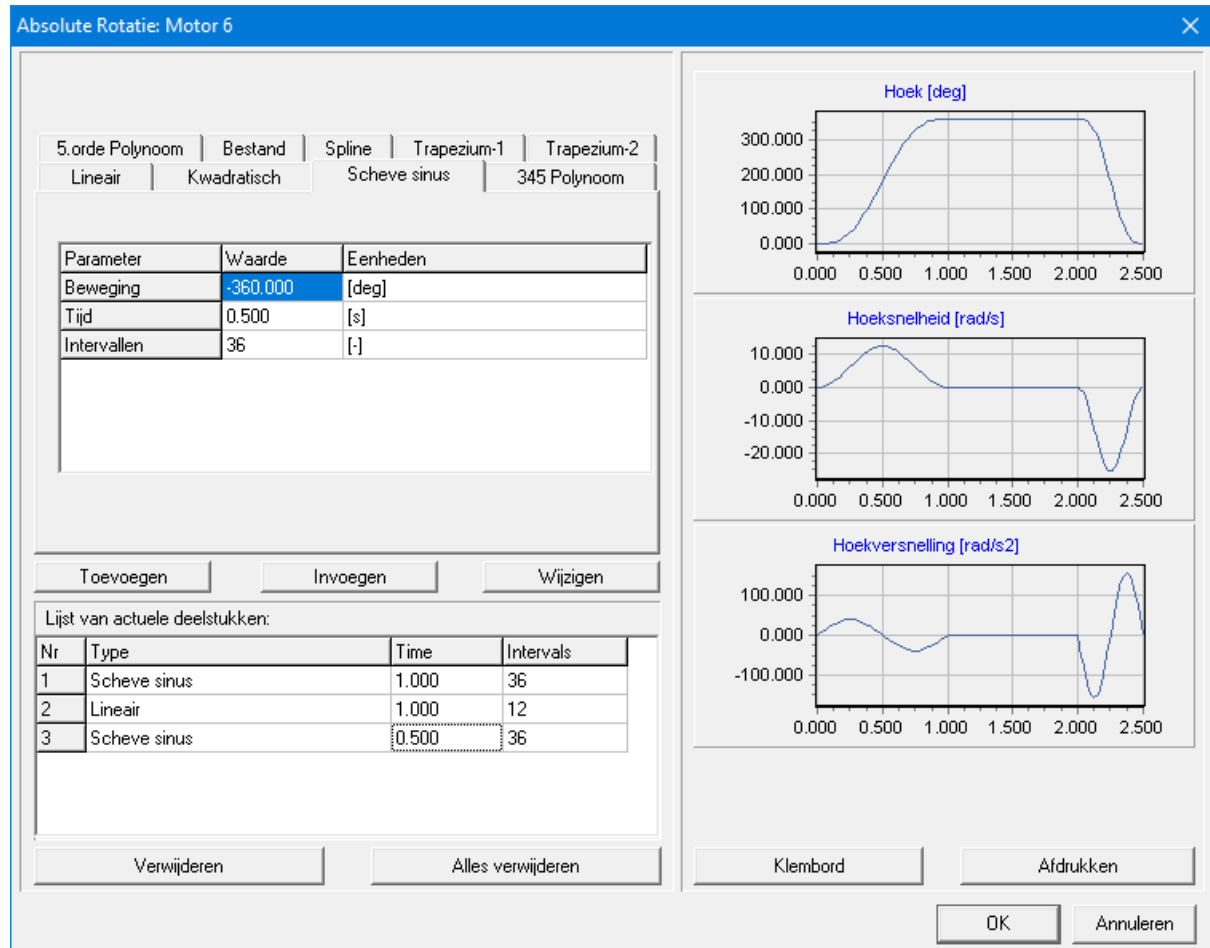 Absolute Rotatie: Motor 6
5.orde Polynoom Bestand Spline Trapezium-1 Trapezium-2
Lineair Kwadratisch Scheve sinus 345 Polynoom
Parameter Waarde Eenheden
Beweging -360.000 [deg]
Tijd 0.500 [s]
Intervallen 36 [-]
Toevoegen Invoegen Wijzigen
Lijst van actuele deelstukken:
Nr Type Time Intervals
1 Scheve sinus 1.000 36
2 Lineair 1.000 12
3 Scheve sinus 0.500 36
Verwijderen Alles verwijderen
Hoek [deg]
300.000
200.000
100.000
0.000
0.000 0.500 1.000 1.500 2.000 2.500
Hoeksnelheid [rad/s]
10.000
0.000
-10.000
-20.000
0.000 0.500 1.000 1.500 2.000 2.500
Hoekversnelling [rad/s2]
100.000
0.000
-100.000
0.000 0.500 1.000 1.500 2.000 2.500
Klembord Afdrukken
OK Annuleren